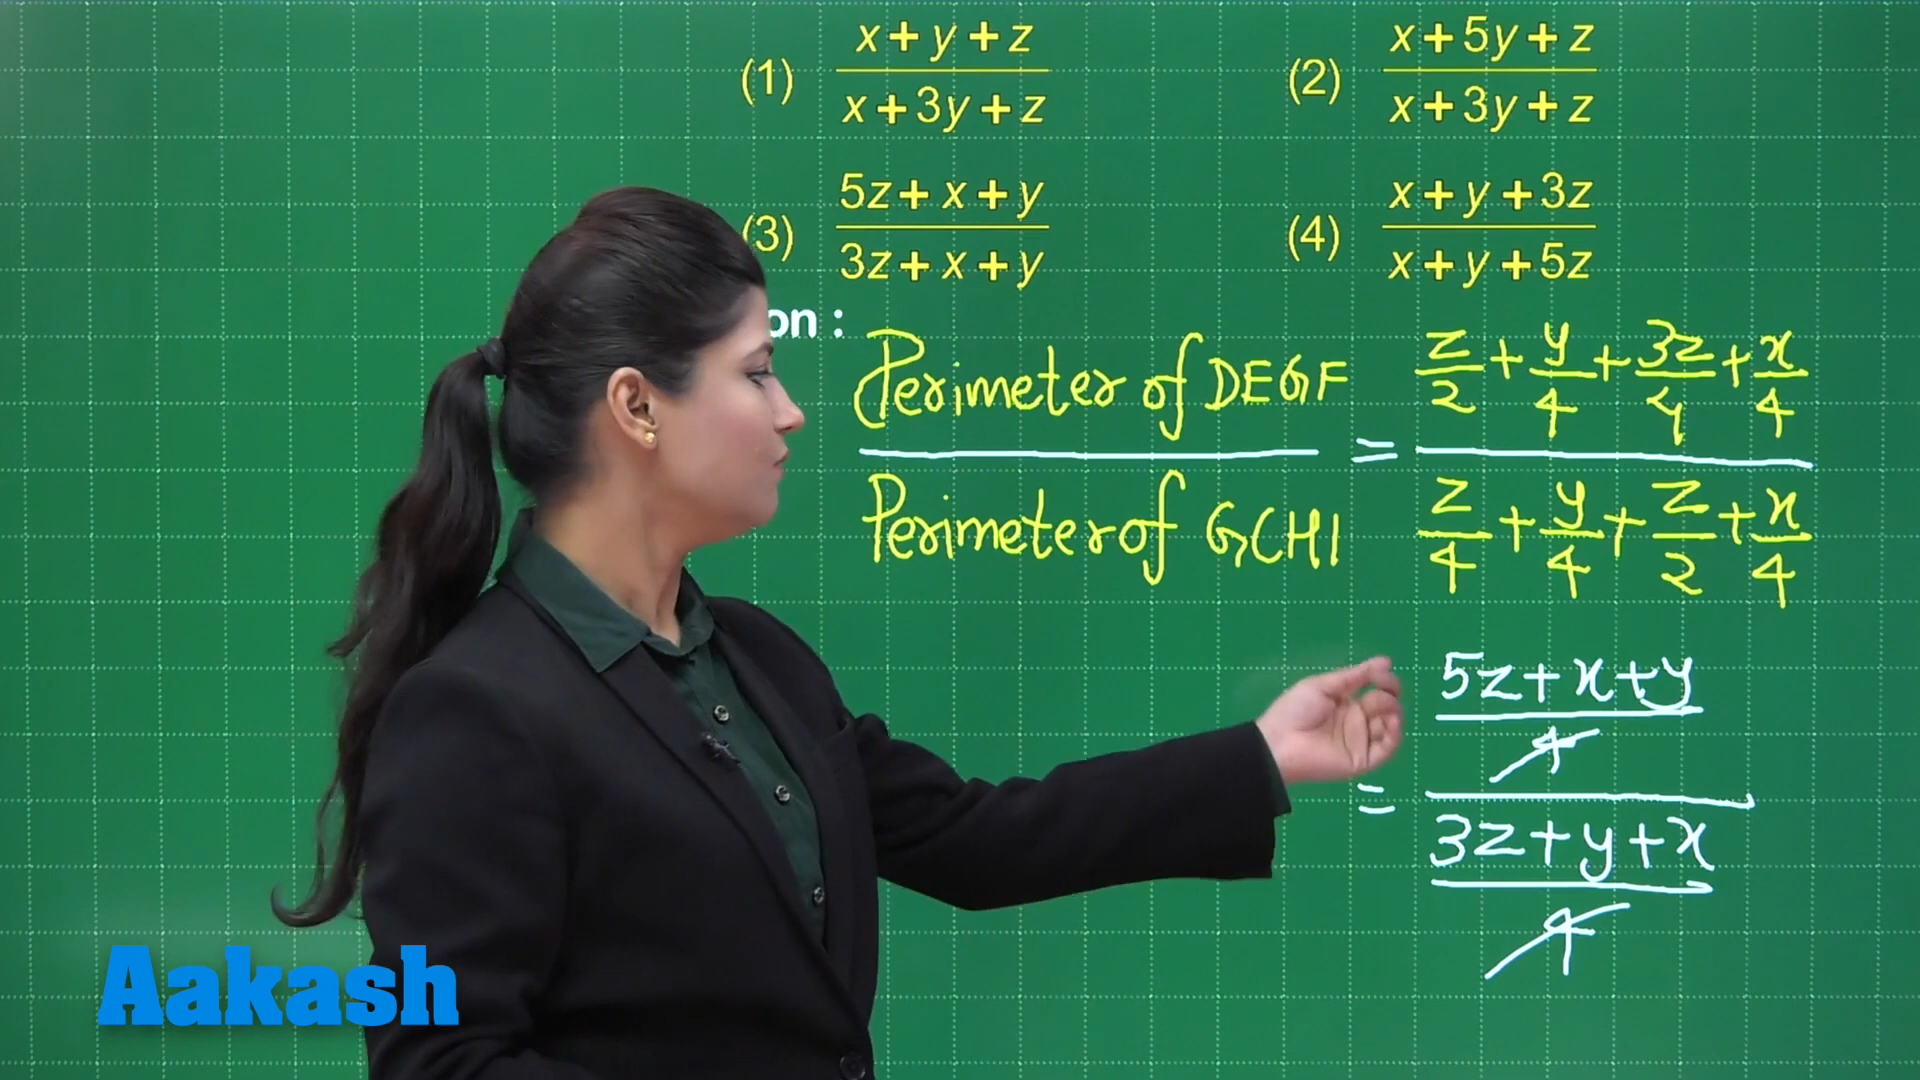 (1) x+y+z / x+3y+z (2) x+5y+z / x+3y+z
(3) 5z+x+y / 3z+x+y (4) x+y+3z / x+y+5z
on :
Perimeter of DEGF / Perimeter of GCHI = z/2 + y/4 + 3z/4 + x/4 / z/4 + y/4 + z/2 + x/4
= 5z+x+y / 4 / 3z+y+x / 4
Aakash